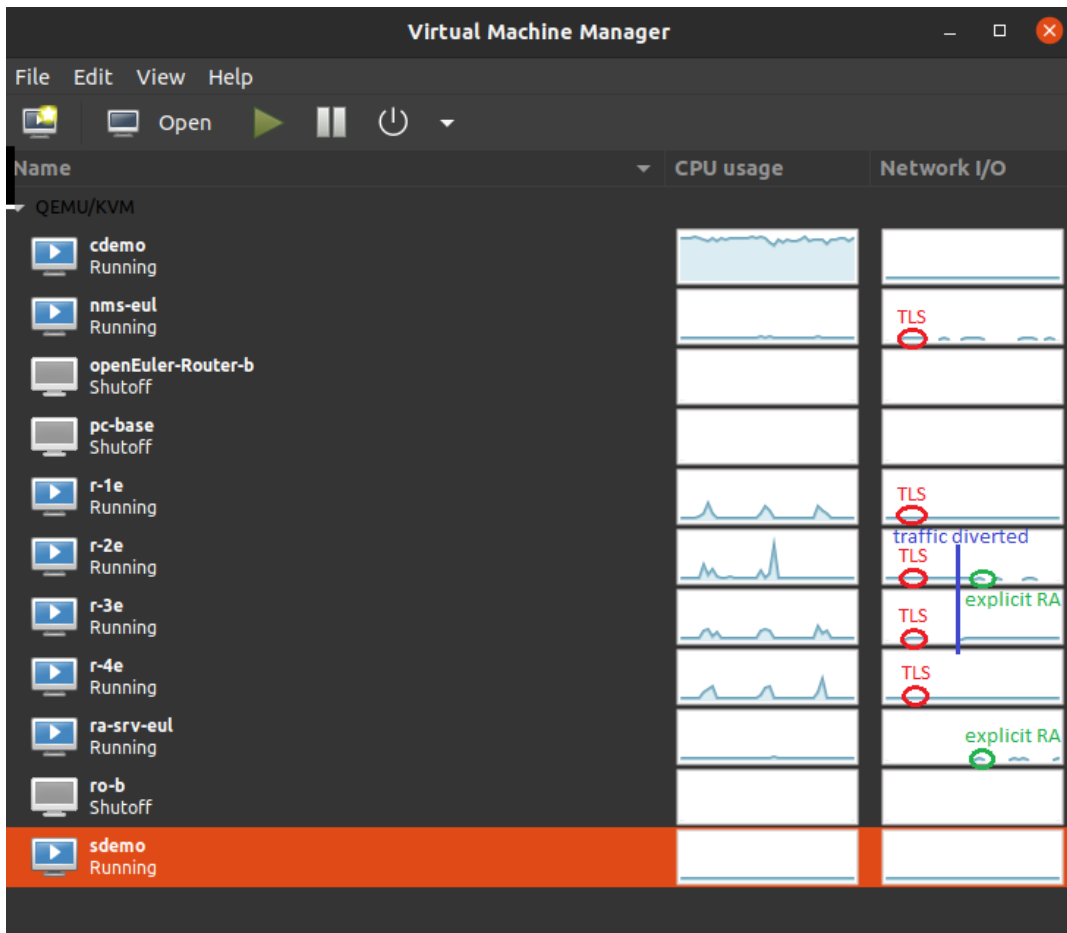 Virtual Machine Manager
File Edit View Help
Open
Name CPU usage Network I/O
QEMU/KVM
cdemo
Running
nms-eul
Running
TLS
openEuler-Router-b
Shutoff
pc-base
Shutoff
r-1e
Running
TLS
r-2e
Running
traffic diverted
TLS
r-3e
Running
explicit RA
TLS
r-4e
Running
TLS
ra-srv-eul
Running
explicit RA
ro-b
Shutoff
sdemo
Running